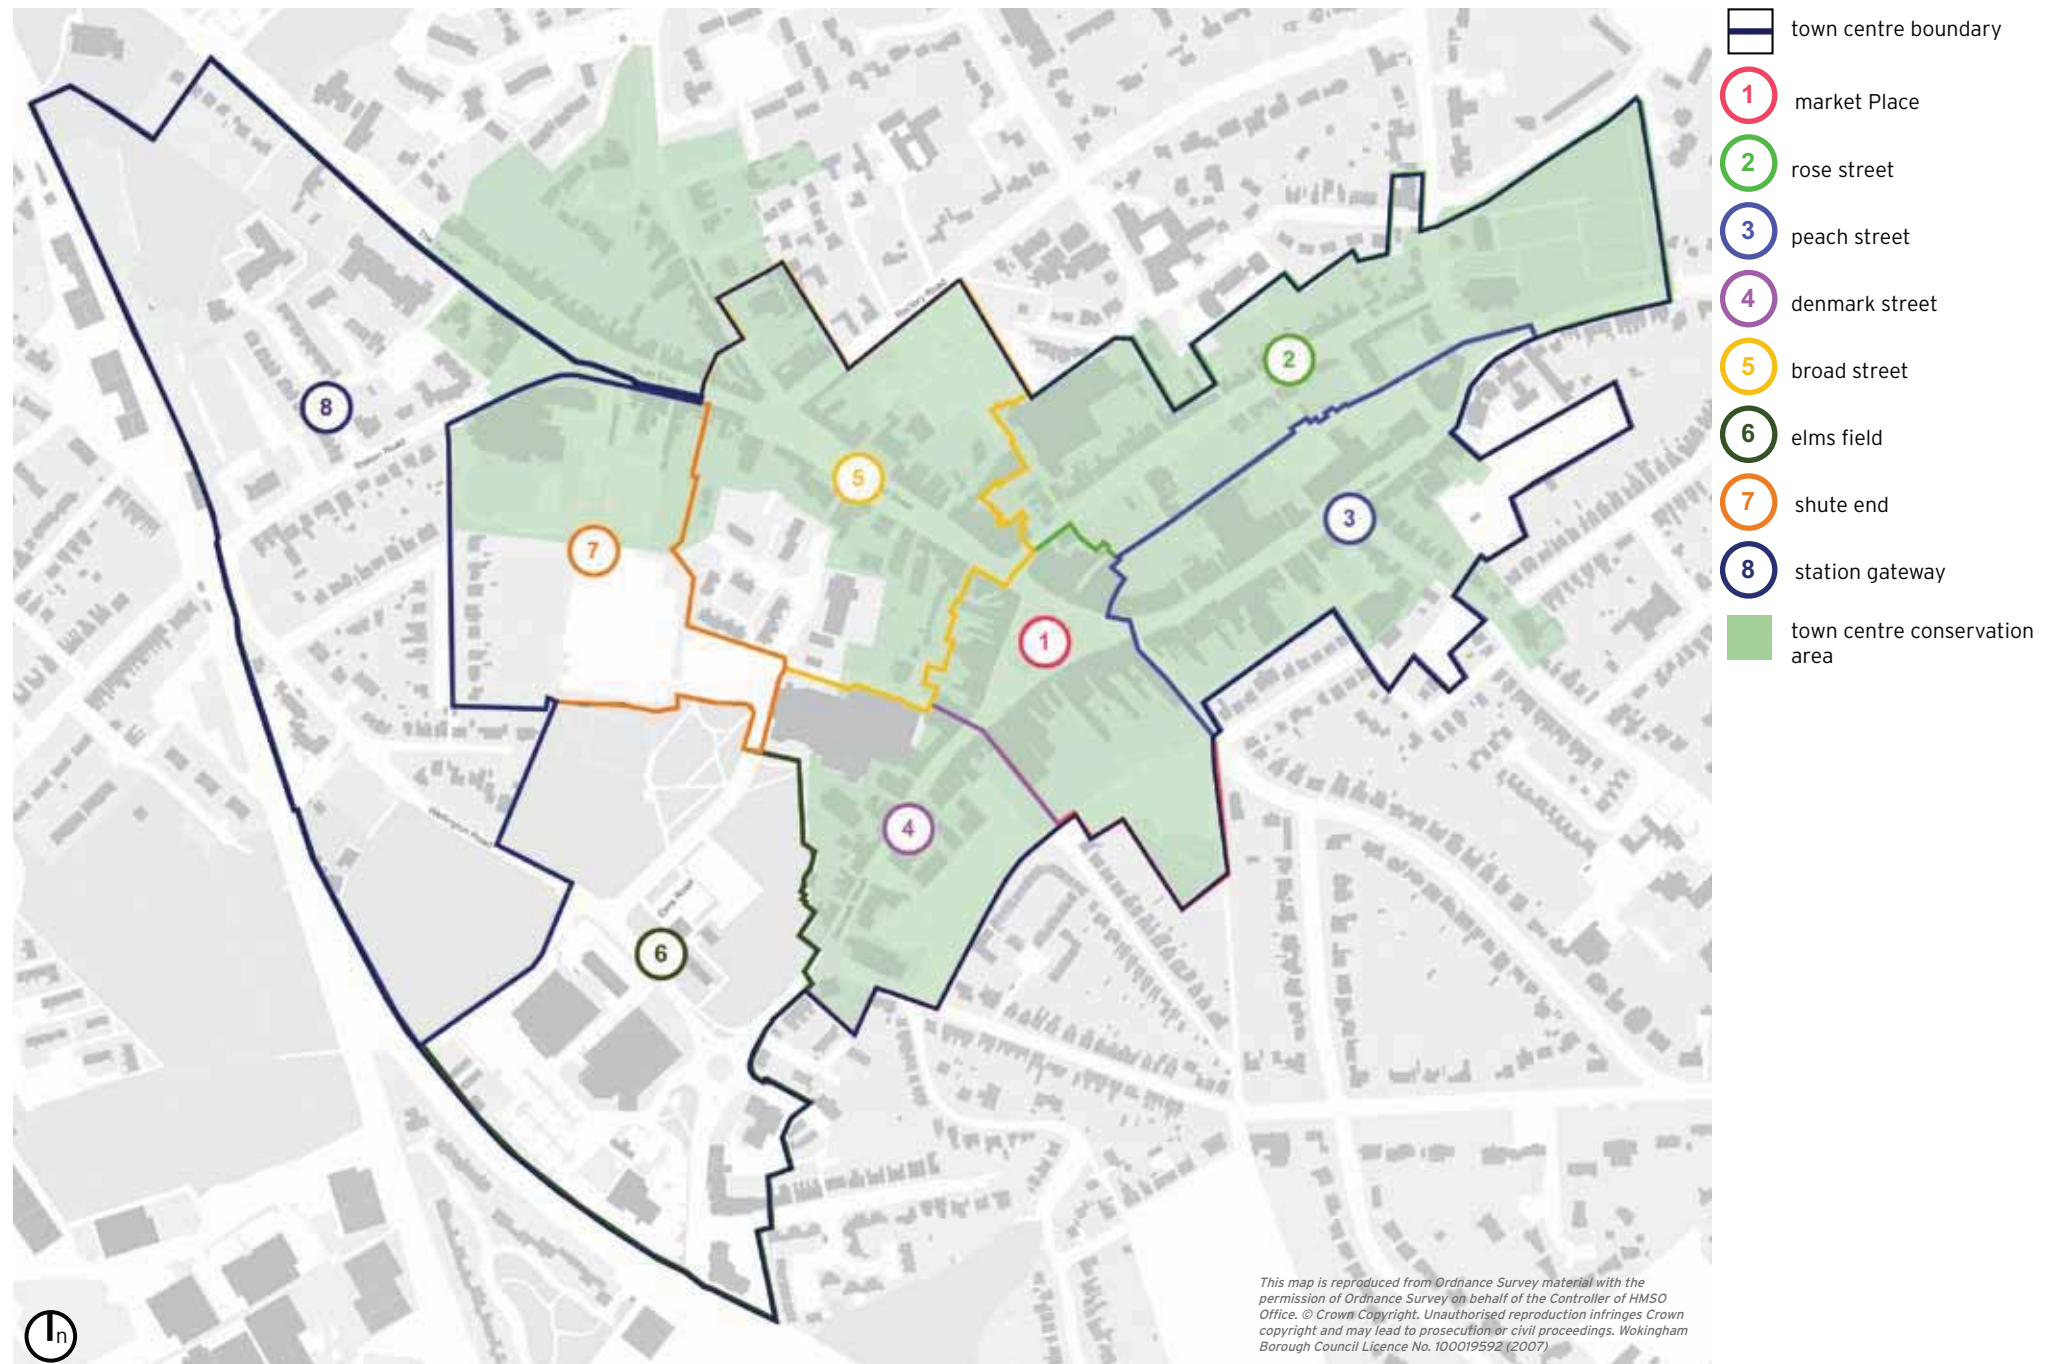 town centre boundary
1 market Place
2 rose street
3 peach street
4 denmark street
5 broad street
6 elms field
7 shute end
8 station gateway
town centre conservation
area
Rectory Road
2
8
5
3
7
1
Wellington Road
4
6
n
This map is reproduced from Ordnance Survey material with the
permission of Ordnance Survey on behalf of the Controller of HMSO
Office. © Crown Copyright. Unauthorised reproduction infringes Crown
copyright and may lead to prosecution or civil proceedings. Wokingham
Borough Council Licence No. 100019592 (2007)